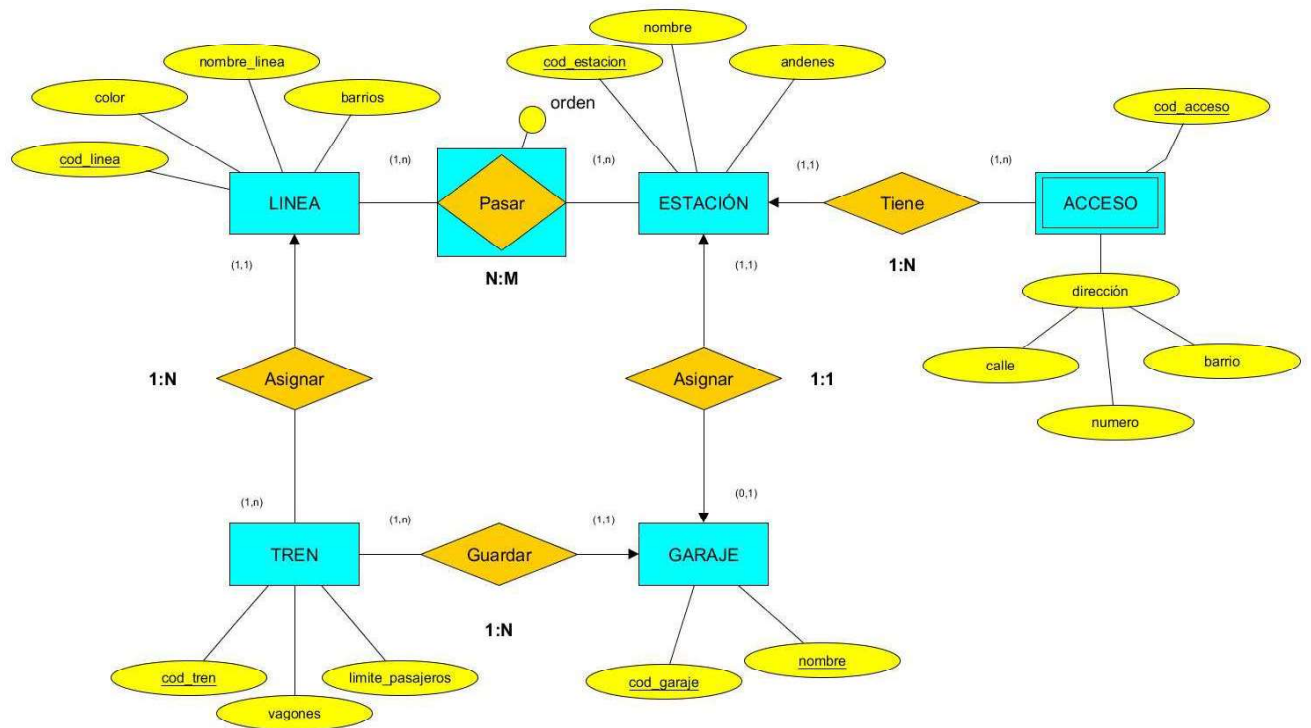 nombre
nombre_linea
cod_estacion
andenes
color
barrios
orden
cod_acceso
cod_linea
(1,n)
(1,n)
(1,1)
(1,n)
LINEA
Pasar
ESTACIÓN
Tiene
ACCESO
(1,1)
N:M
(1,1)
1:N
dirección
1:N
Asignar
Asignar
1:1
calle
barrio
numero
(1,n)
(1,n)
(1,1)
(0,1)
TREN
Guardar
GARAJE
1:N
cod_tren
limite_pasajeros
vagones
cod_garaje
nombre